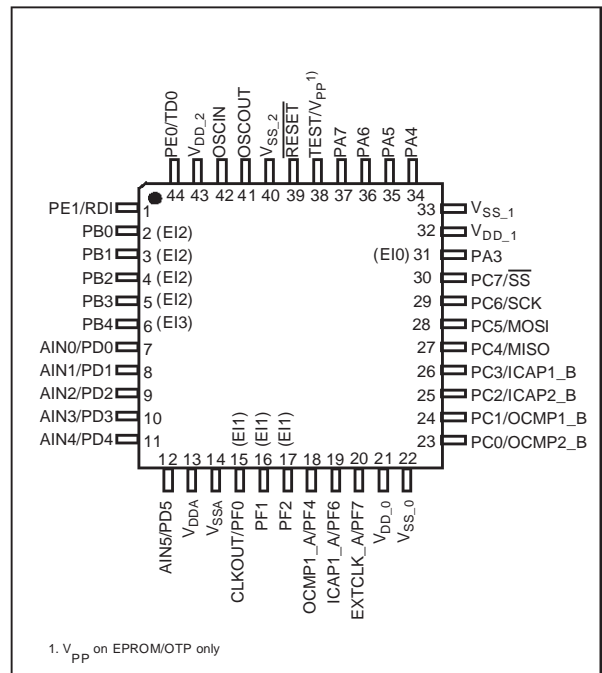 PE0/TD0
VDD_2
OSCIN
OSCOUT
VSS_2
RESET
TEST/VPP1)
PA7
PA6
PA5
PA4
44 43 42 41 40 39 38 37 36 35 34
PE1/RDI 1
PB0 2 (EI2)
PB1 3 (EI2)
PB2 4 (EI2)
PB3 5 (EI2)
PB4 6 (EI3)
AIN0/PD0 7
AIN1/PD1 8
AIN2/PD2 9
AIN3/PD3 10
AIN4/PD4 11
33 VSS_1
32 VDD_1
(EI0) 31 PA3
30 PC7/SS
29 PC6/SCK
28 PC5/MOSI
27 PC4/MISO
26 PC3/ICAP1_B
25 PC2/ICAP2_B
24 PC1/OCMP1_B
23 PC0/OCMP2_B
(EI1)
(EI1)
(EI1)
12 13 14 15 16 17 18 19 20 21 22
AIN5/PD5
VDDA
VSSA
CLKOUT/PF0
PF1
PF2
OCMP1_A/PF4
ICAP1_A/PF6
EXTCLK_A/PF7
VDD_0
VSS_0
1. VPP on EPROM/OTP only